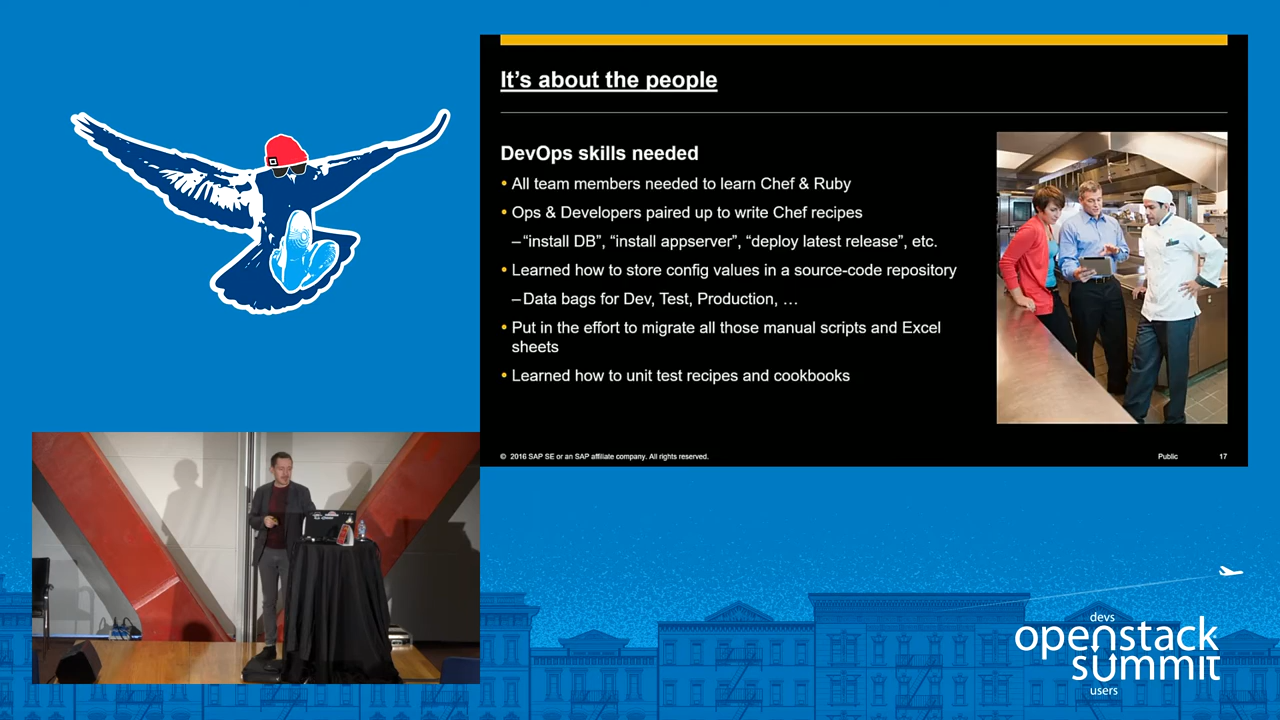 It's about the people
DevOps skills needed
• All team members needed to learn Chef & Ruby
• Ops & Developers paired up to write Chef recipes
– “install DB”, “install appserver”, “deploy latest release”, etc.
• Learned how to store config values in a source-code repository
– Data bags for Dev, Test, Production, …
• Put in the effort to migrate all those manual scripts and Excel
sheets
• Learned how to unit test recipes and cookbooks
© 2016 SAP SE or an SAP affiliate company. All rights reserved.
Public
17
devs
openstack
summit
users